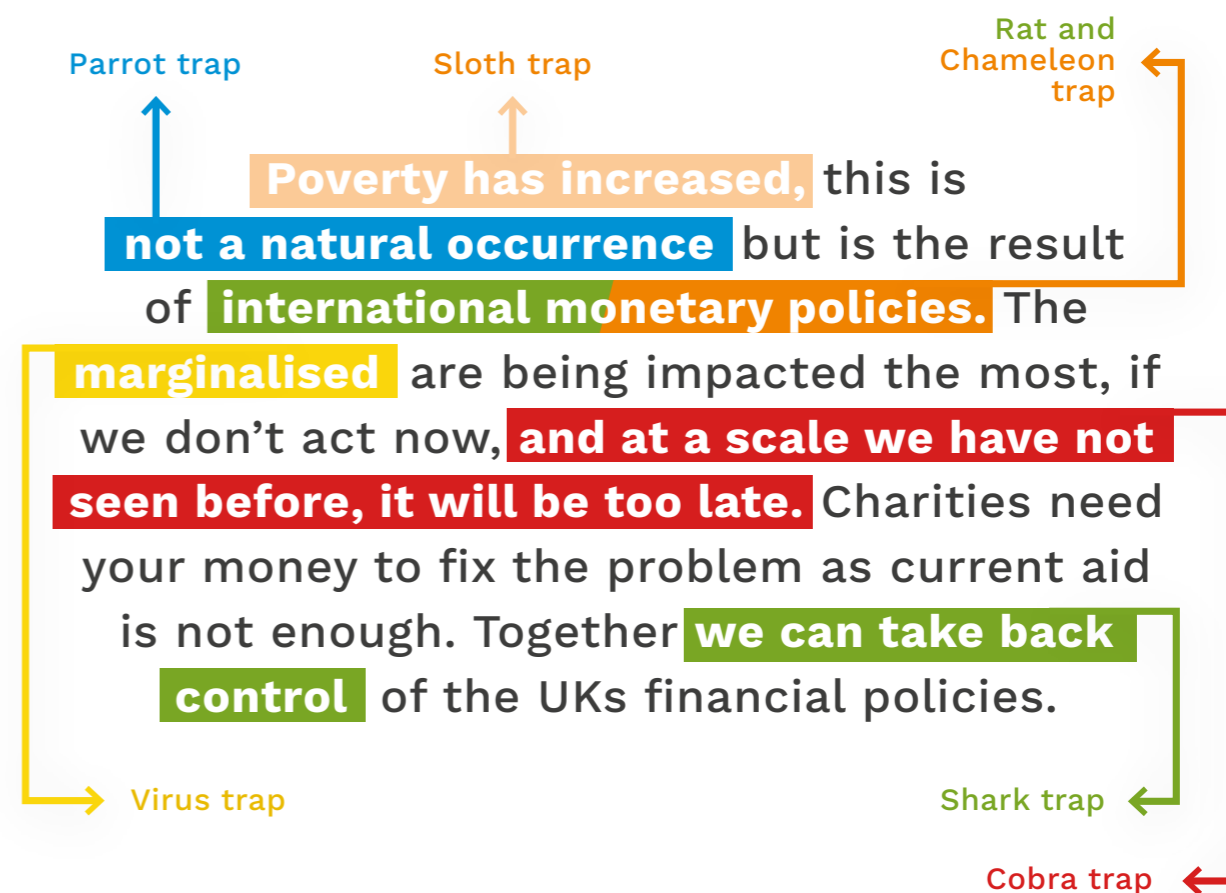 Rat and
Chameleon
trap
Parrot trap
Sloth trap
Poverty has increased, this is
not a natural occurrence but is the result
of international monetary policies. The
marginalised are being impacted the most, if
we don’t act now, and at a scale we have not
seen before, it will be too late. Charities need
your money to fix the problem as current aid
is not enough. Together we can take back
control of the UKs financial policies.
Virus trap
Shark trap
Cobra trap